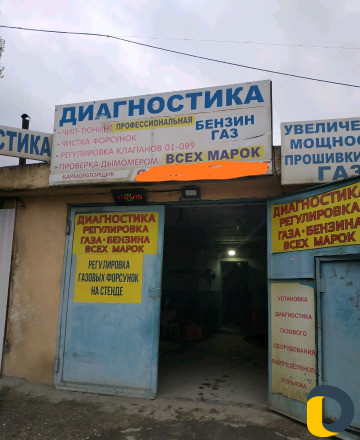 ДИАГНОСТИКА
ПРОФЕССИОНАЛЬНАЯ
• ЧИП-ТЮНИНГ
• ЧИСТКА ФОРСУНОК
• РЕГУЛИРОВКА КЛАПАНОВ 01-099
• ПРОВЕРКА ДЫМОМЕРОМ
КАРБЮРАТОРЩИК
БЕНЗИН
ГАЗ
ВСЕХ МАРОК
СТИКА
УВЕЛИЧЕ
МОЩНОС
ПРОШИВК
ГАЗ
ДИАГНОСТИКА
РЕГУЛИРОВКА
ГАЗА·БЕНЗИНА
ВСЕХ МАРОК
РЕГУЛИРОВКА
ГАЗОВЫХ ФОРСУНОК
НА СТЕНДЕ
ДИАГНОСТИКА
РЕГУЛИРОВКА
ГАЗА·БЕНЗИНА
ВСЕХ МАРОК
УСТАНОВКА
ДИАГНОСТИКА
ГАЗОВОГО
ОБОРУДОВАНИЯ